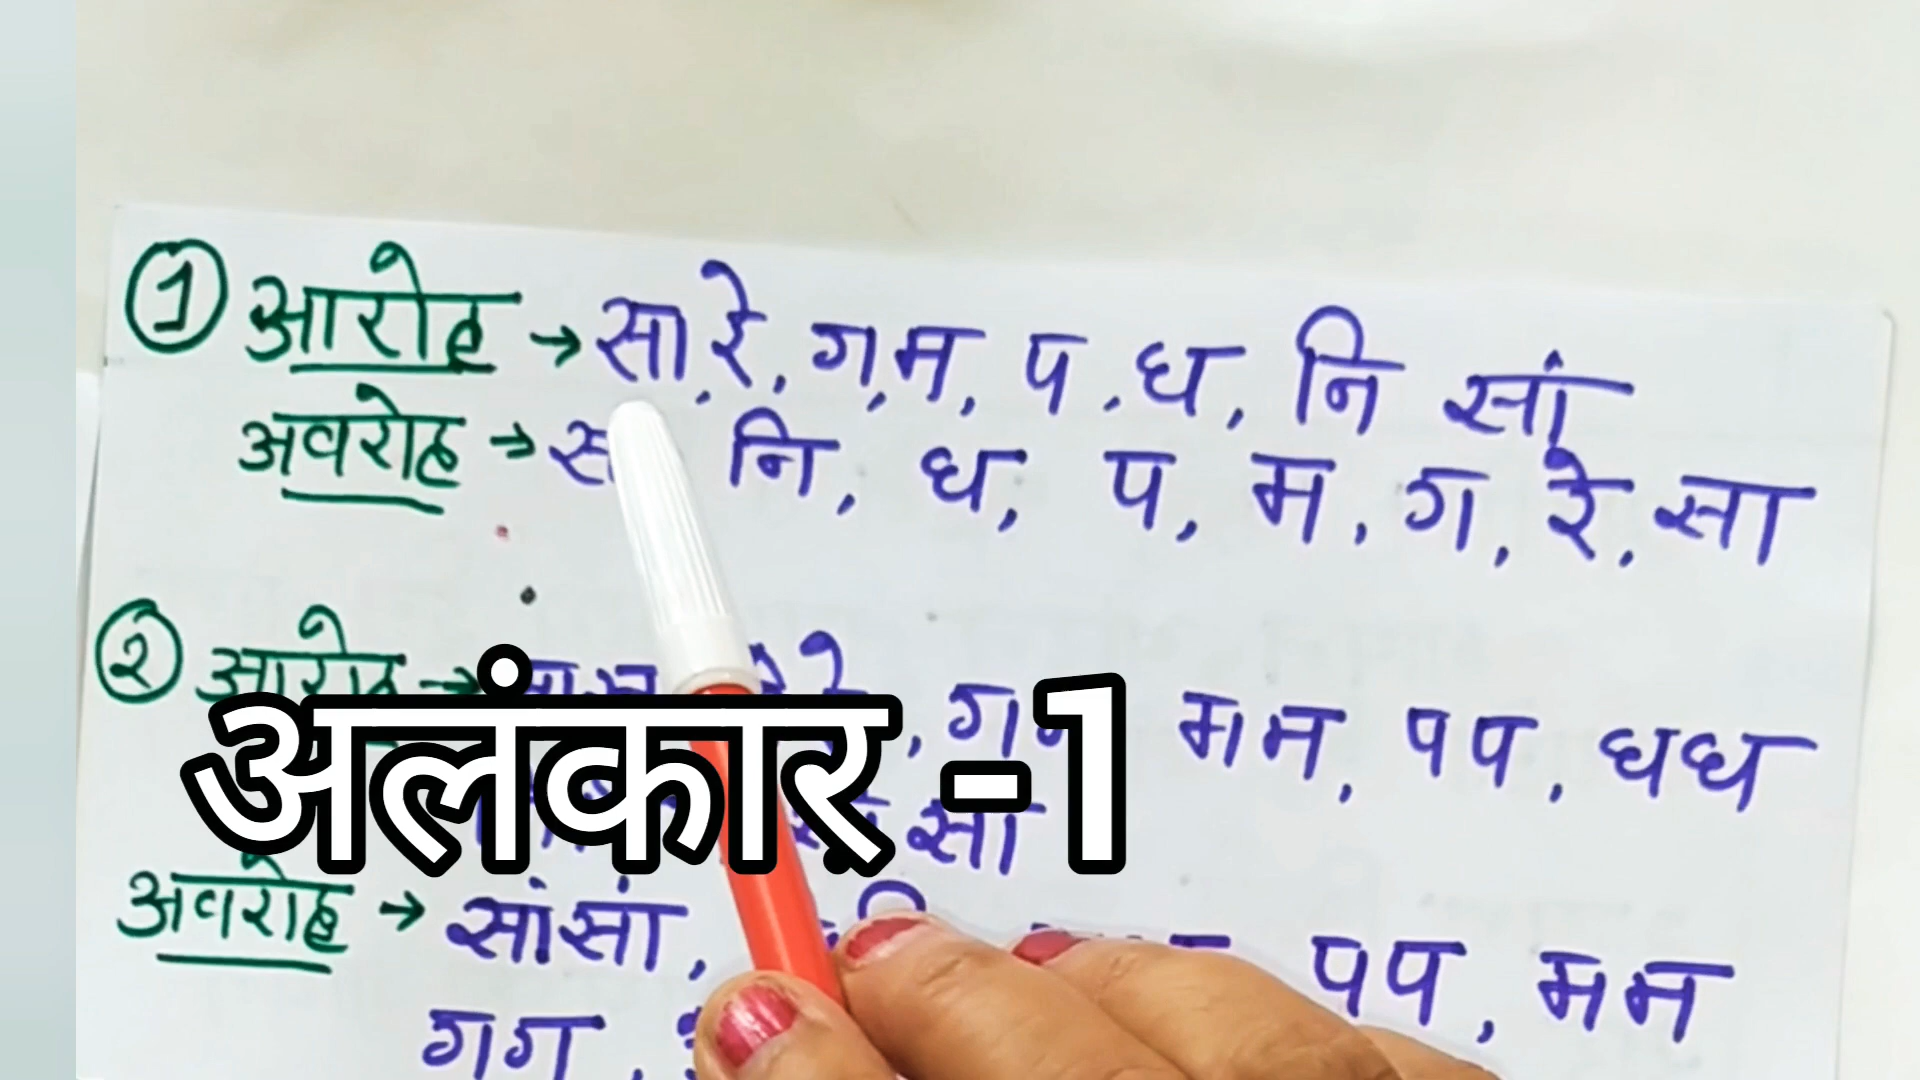 ① आरोह → सा, रे, ग, म, प, ध, नि सां
अवरोह → नि, ध, प, म, ग, रे, सा
② आरोह → मम, पप, धध
अलंकार -1
अवरोह → सांसां, पप, मम
गग,